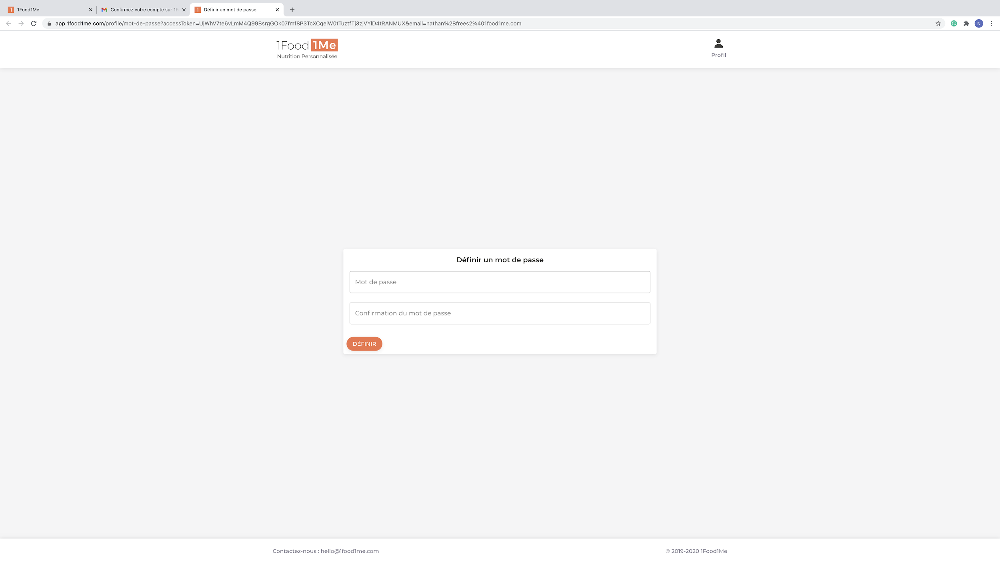 1Food1Me
Confirmez votre compte sur 1F
Définir un mot de passe
app.1food1me.com/profile/mot-de-passe?accessToken=UjWhV7te6vLmM4Q99BsrgGOk07fmf8P3TcXCqeiW0tTuztfTj3zjVYlD4tRANMUX&email=nathan%2Bfrees2%401food1me.com
N
1Food 1Me
Nutrition Personnalisée
Profil
Définir un mot de passe
Mot de passe
Confirmation du mot de passe
DÉFINIR
Contactez-nous : hello@1food1me.com
© 2019-2020 1Food1Me